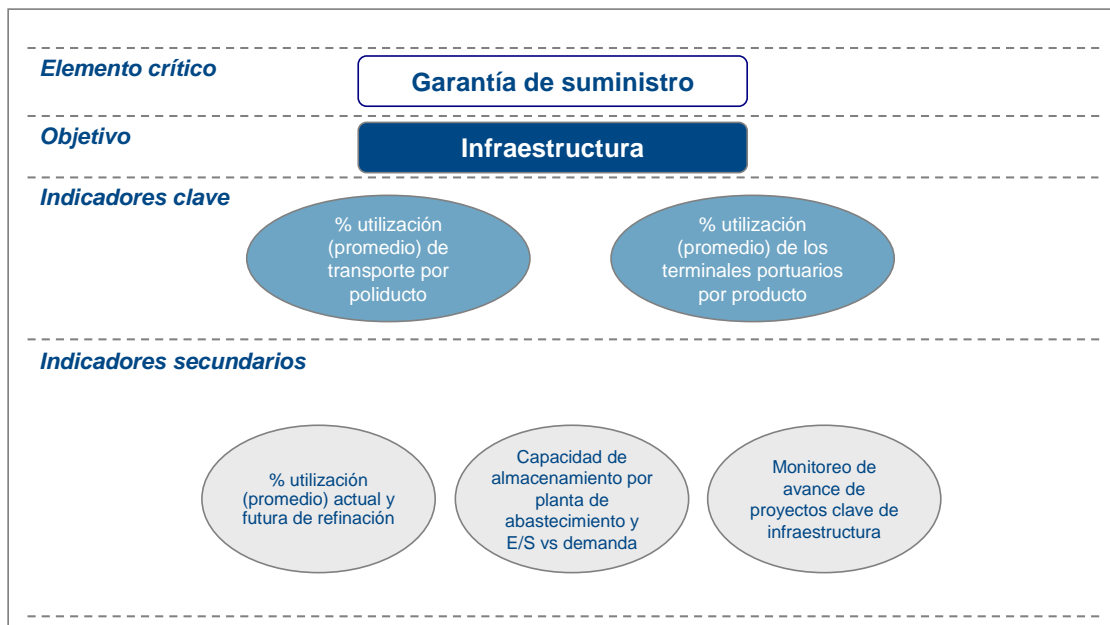 Elemento crítico
Garantía de suministro
Objetivo
Infraestructura
Indicadores clave
% utilización
(promedio) de
transporte por
poliducto
% utilización
(promedio) de los
terminales portuarios
por producto
Indicadores secundarios
% utilización
(promedio) actual y
futura de refinación
Capacidad de
almacenamiento por
planta de
abastecimiento y
E/S vs demanda
Monitoreo de
avance de
proyectos clave de
infraestructura